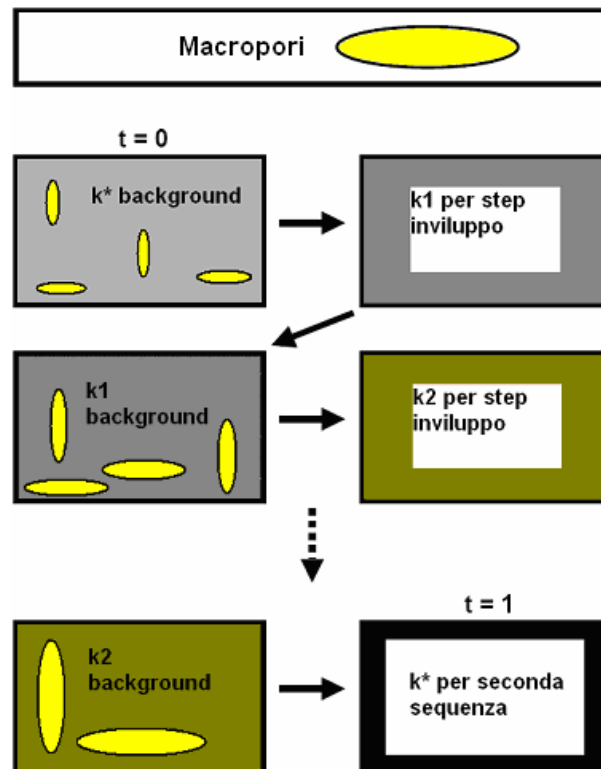 Macropori
t = 0
k* background
k1 per step
inviluppo
k1
background
k2 per step
inviluppo
t = 1
k2
background
k* per seconda
sequenza